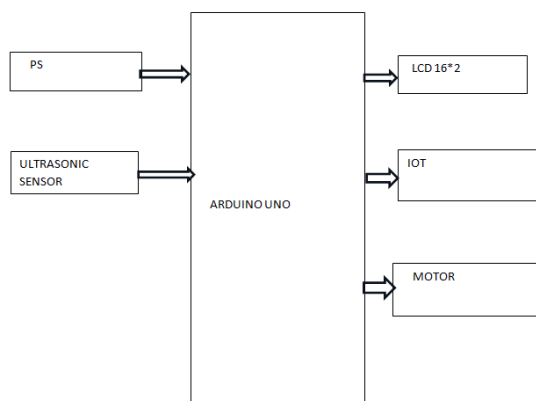 PS
LCD 16*2
ULTRASONIC
SENSOR
IOT
ARDUINO UNO
MOTOR